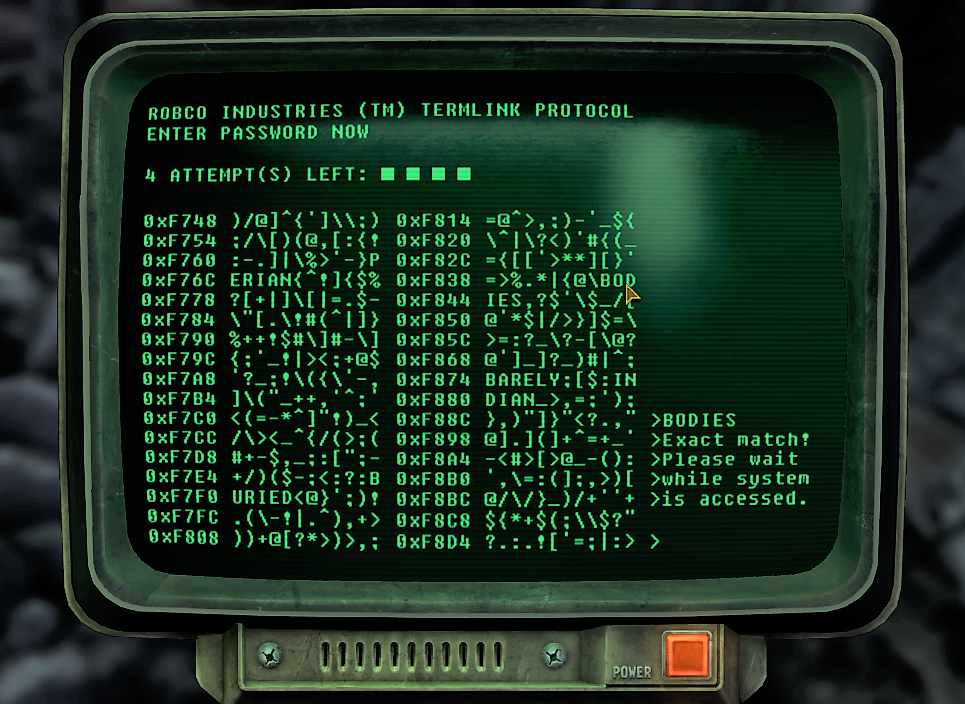 ROBCO INDUSTRIES (TM) TERMLINK PROTOCOL
ENTER PASSWORD NOW
4 ATTEMPT(S) LEFT: ■ ■ ■ ■
0xF748 )/@]^{']\\;) 0xF814 =@^>,;)-'_${
0xF754 :/\[)(@,[:{! 0xF820 \^|\?<)'#{(_
0xF760 :-.]|\%>'-}P 0xF82C ={[['>**][}'
0xF76C ERIAN{^!]{$% 0xF838 =>%.*|{@\BOD
0xF778 ?[+|]\[|=.$- 0xF844 IES,?$'\$_/{
0xF784 \"[.\!#(^|]} 0xF850 @'*$|/>}]$=\
0xF790 %++!$#\]#-\] 0xF85C >=:?_\?-[\@?
0xF79C {;'_!|><;+@$ 0xF868 @']_]?_)#|^;
0xF7A8 '?_;!\({\'-, 0xF874 BARELY;[$:IN
0xF7B4 ]\("_++,'^;' 0xF880 DIAN_>,=;');
0xF7C0 <(=-*^]"!)_< 0xF88C },)"]}"<?.," >BODIES
0xF7CC /\><_^{/(>;( 0xF898 @].](]+^=+_' >Exact match!
0xF7D8 #+-$,_:;[";- 0xF8A4 -<#>[>@_-(): >Please wait
0xF7E4 +/)($-;<:?:B 0xF8B0 ',\=:(];,>)[ >while system
0xF7F0 URIED<@}';)! 0xF8BC @/\/}_)/+''+ >is accessed.
0xF7FC .(\-!|.^),+> 0xF8C8 ${*+$(;\\$?"
0xF808 ))+@[?*>)>,; 0xF8D4 ?.:.!['=;|:> >
POWER